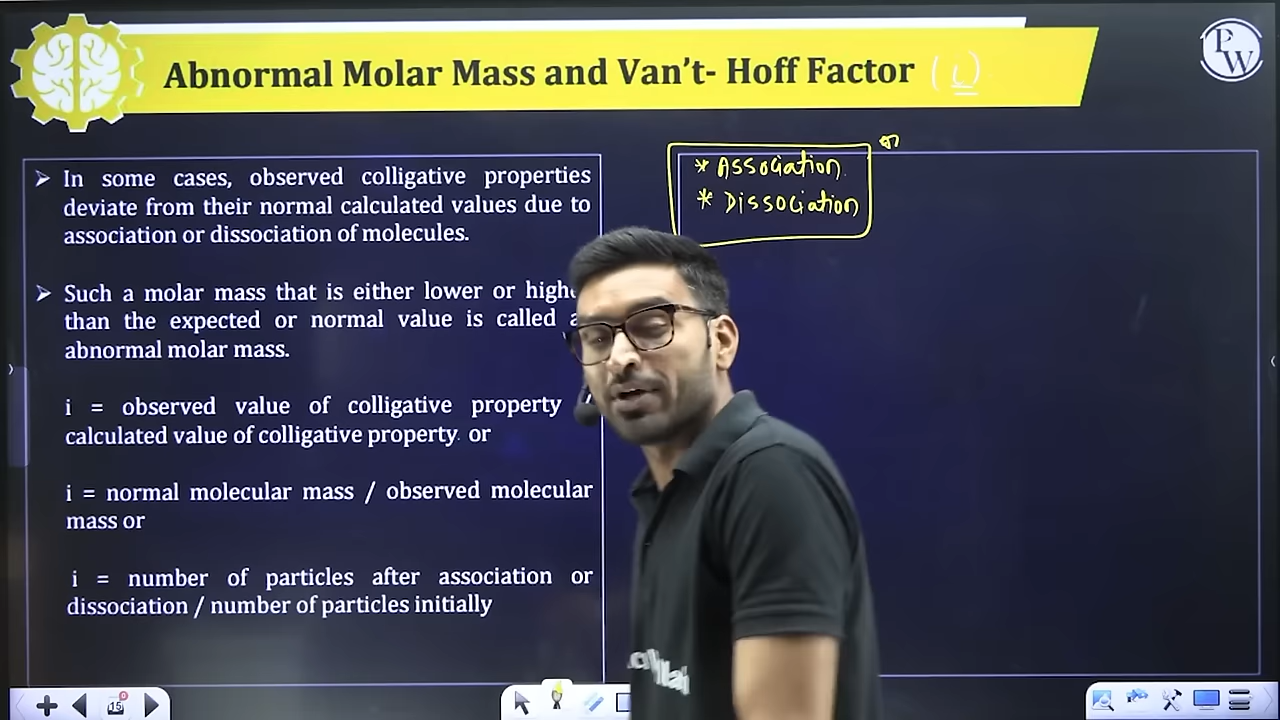 Abnormal Molar Mass and Van’t- Hoff Factor (i)
PW
In some cases, observed colligative properties
deviate from their normal calculated values due to
association or dissociation of molecules.
Such a molar mass that is either lower or highe
than the expected or normal value is called a
abnormal molar mass.
i = observed value of colligative property
calculated value of colligative property. or
i = normal molecular mass / observed molecular
mass or
i = number of particles after association or
dissociation / number of particles initially
* Association
* Dissociation
15